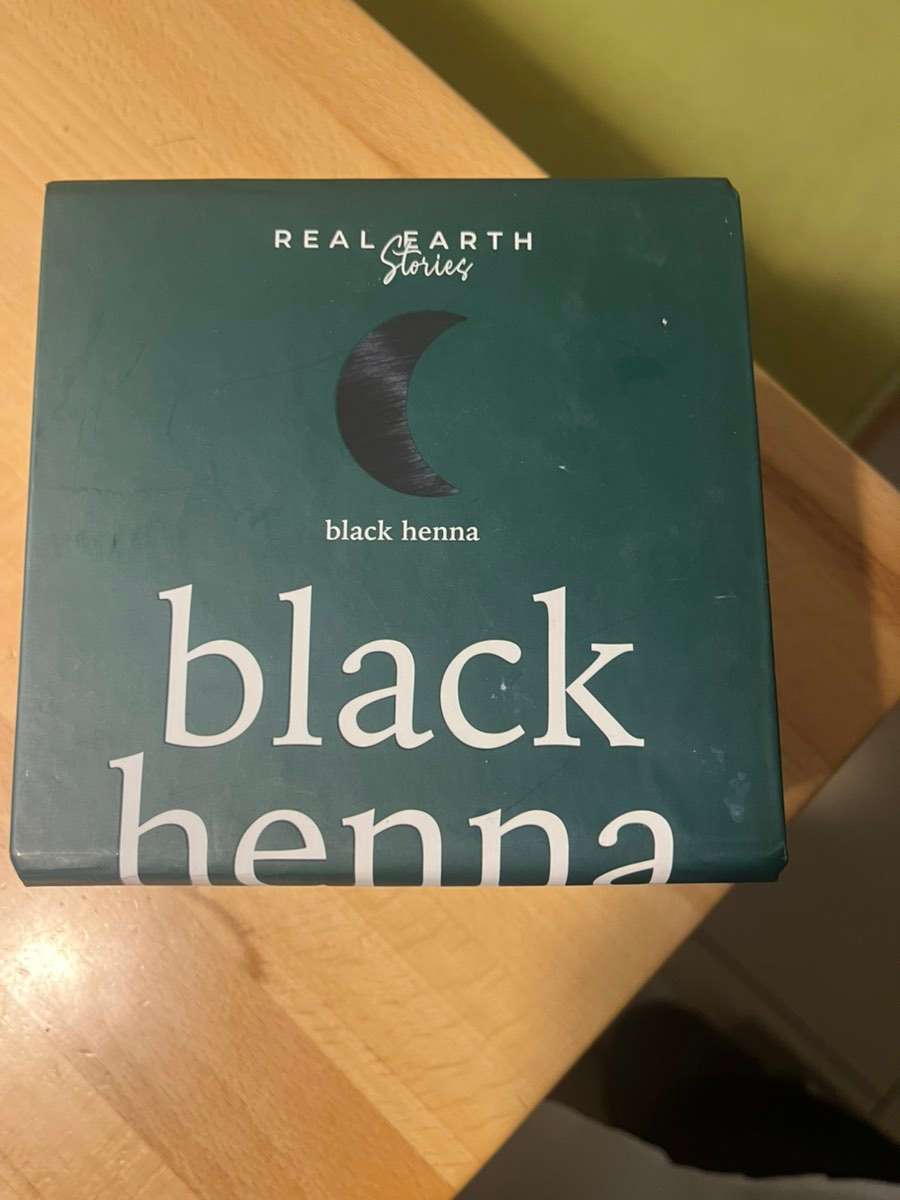 REAL EARTH
Stories
black henna
black
henna